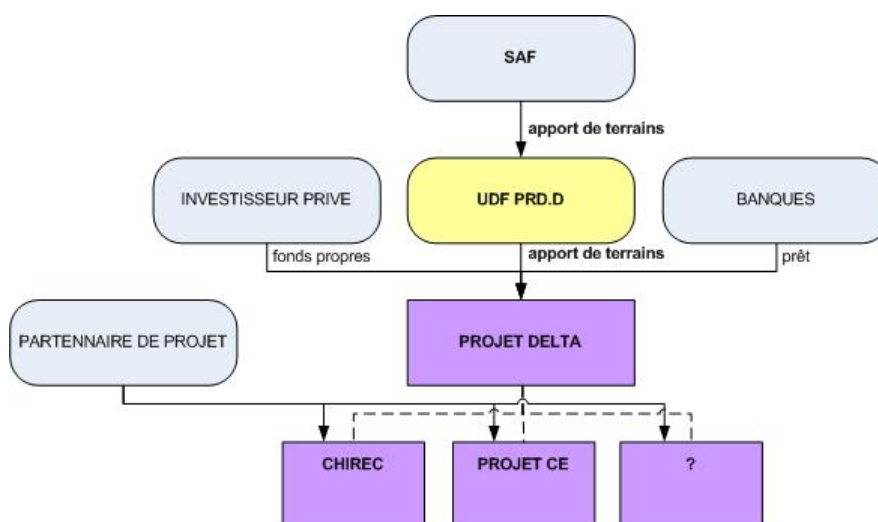 SAF
apport de terrains
INVESTISSEUR PRIVE
UDF PRD.D
BANQUES
fonds propres
apport de terrains
prêt
PARTENNAIRE DE PROJET
PROJET DELTA
CHIREC
PROJET CE
?